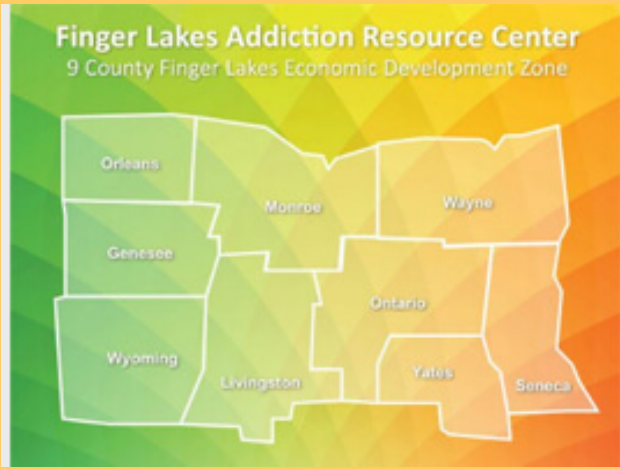 Finger Lakes Addiction Resource Center
9 County Finger Lakes Economic Development Zone
Orleans
Monroe
Wayne
Genesee
Ontario
Wyoming
Livingston
Yates
Seneca